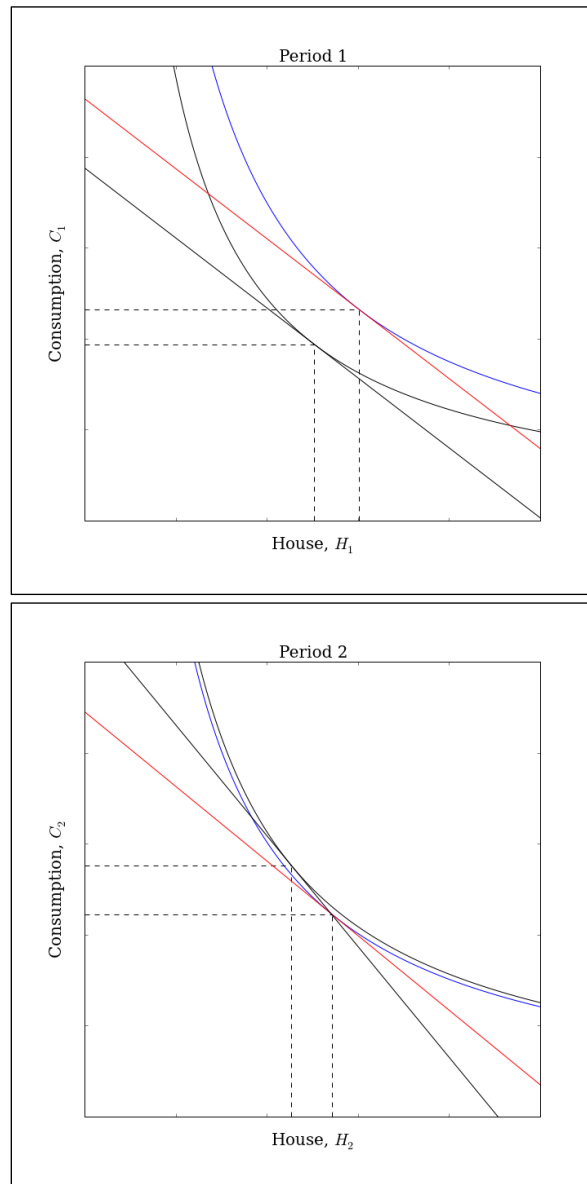 Period 1
Consumption, C₁
House, H₁
Period 2
Consumption, C₂
House, H₂